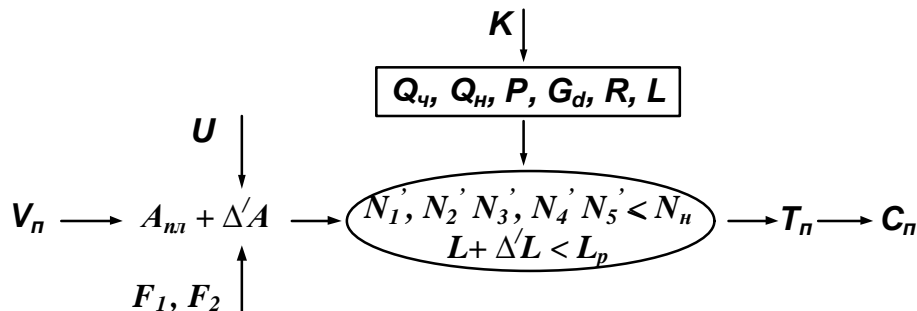 K
Qч, Qн, P, Gd, R, L
U
N1', N2' N3', N4' N5' < Nн
Vп Aпл + Δ'A Tп Cп
L+ Δ'L < Lр
F1, F2